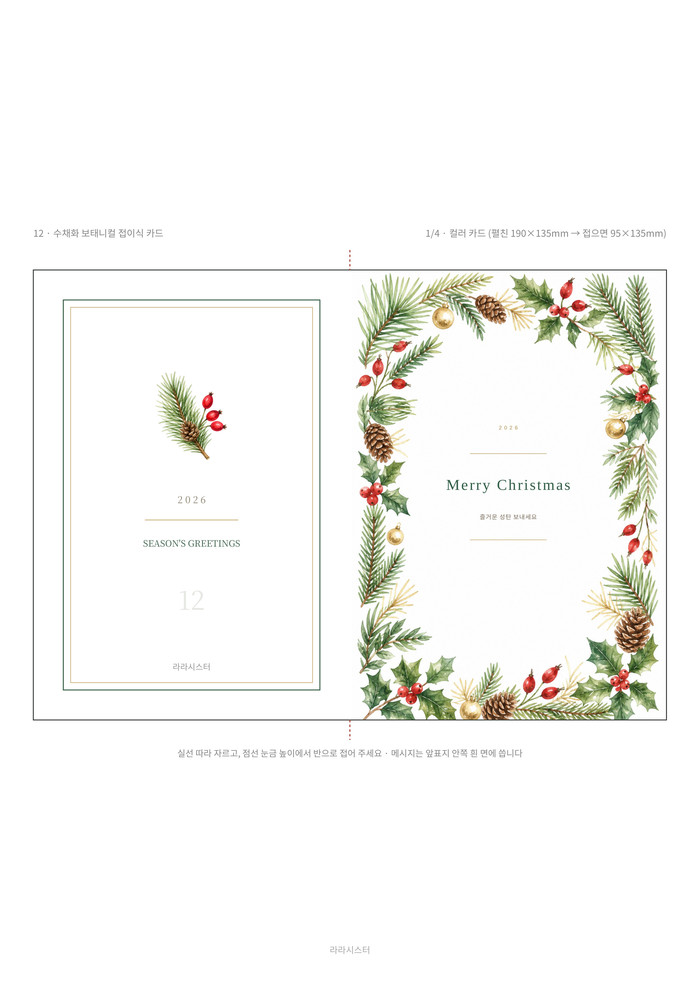 12 · 수채화 보태니컬 접이식 카드
1/4 · 컬러 카드 (펼친 190×135mm → 접으면 95×135mm)
2026
SEASON'S GREETINGS
12
라라시스터
2026
Merry Christmas
즐거운 성탄 보내세요
실선 따라 자르고, 점선 눈금 높이에서 반으로 접어 주세요 · 메시지는 앞표지 안쪽 흰 면에 씁니다
라라시스터